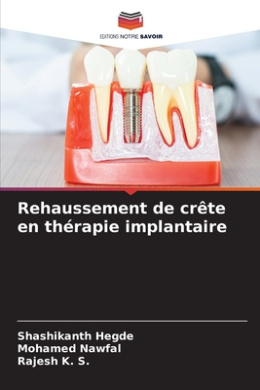 EDITIONS NOTRE SAVOIR
Rehaussement de crête
en thérapie implantaire
Shashikanth Hegde
Mohamed Nawfal
Rajesh K. S.